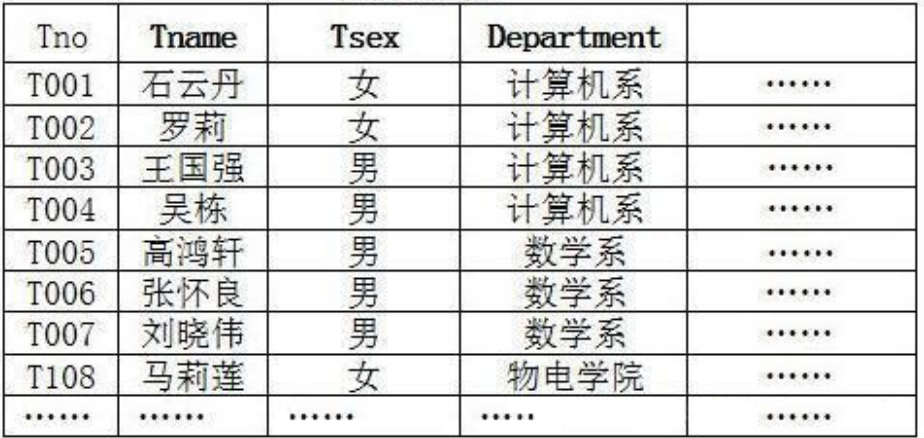 Tno Tname Tsex Department
T001 石云丹 女 计算机系 ……
T002 罗莉 女 计算机系 ……
T003 王国强 男 计算机系 ……
T004 吴栋 男 计算机系 ……
T005 高鸿轩 男 数学系 ……
T006 张怀良 男 数学系 ……
T007 刘晓伟 男 数学系 ……
T108 马莉莲 女 物电学院 ……
…… …… …… ····· ……